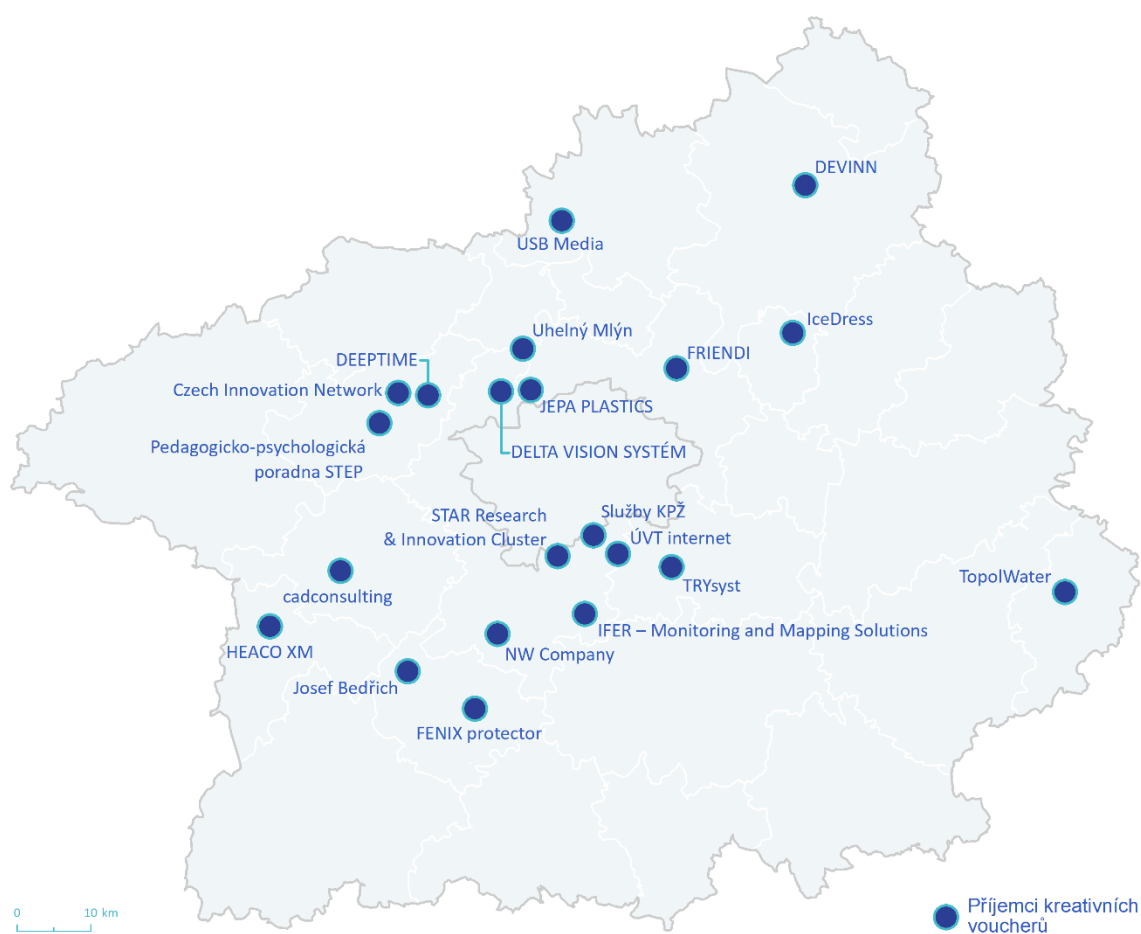 DEVINN
USB Media
IceDress
Uhelný Mlýn
DEEPTIME
FRIENDI
Czech Innovation Network
JEPA PLASTICS
Pedagogicko-psychologická
poradna STEP
DELTA VISION SYSTÉM
STAR Research
& Innovation Cluster
Služby KPŽ
ÚVT internet
TRYsyst
TopolWater
cadconsulting
IFER – Monitoring and Mapping Solutions
HEACO XM
NW Company
Josef Bedřich
FENIX protector
0 10 km
Příjemci kreativních
voucherů